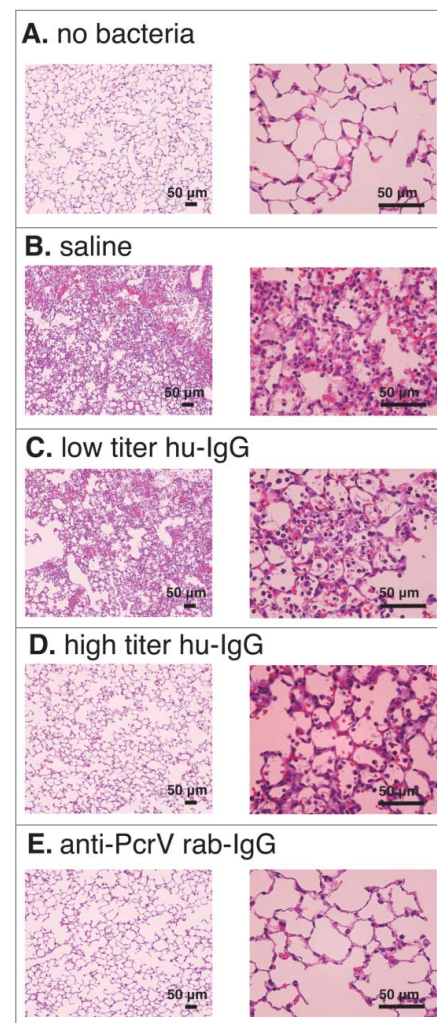 A. no bacteria
50 μm
50 μm
B. saline
50 μm
50 μm
C. low titer hu-IgG
50 μm
50 μm
D. high titer hu-IgG
50 μm
50 μm
E. anti-PcrV rab-IgG
50 μm
50 μm